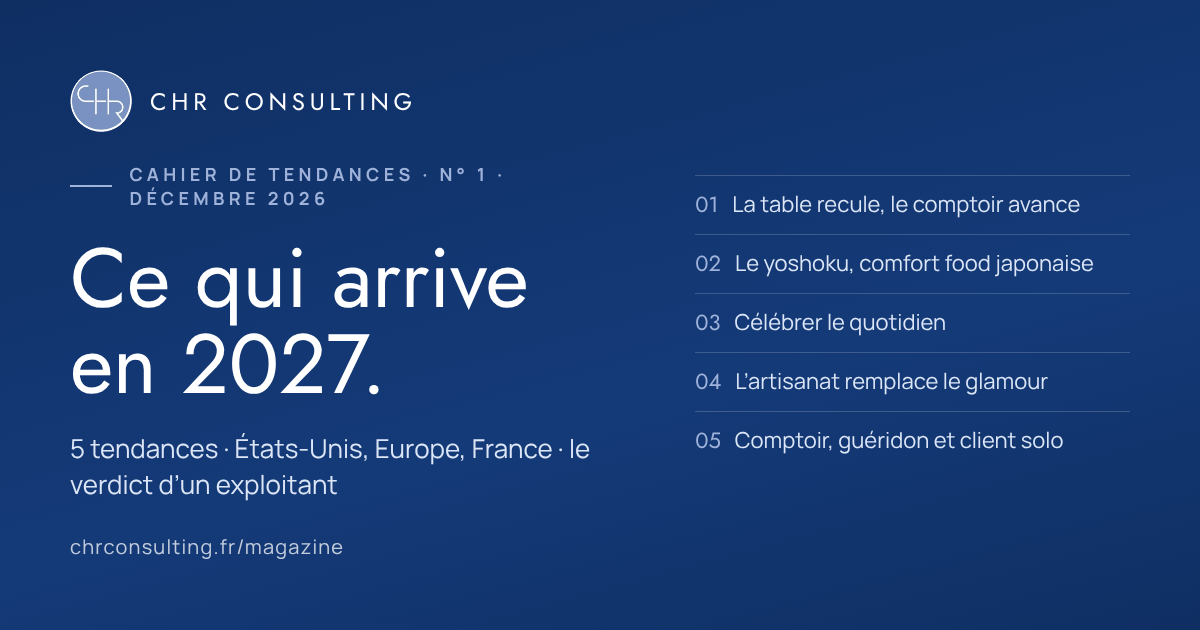 CHR
CHR CONSULTING
CAHIER DE TENDANCES · N° 1 ·
DÉCEMBRE 2026
Ce qui arrive
en 2027.
5 tendances · États-Unis, Europe, France · le
verdict d’un exploitant
chrconsulting.fr/magazine
01 La table recule, le comptoir avance
02 Le yoshoku, comfort food japonaise
03 Célébrer le quotidien
04 L’artisanat remplace le glamour
05 Comptoir, guéridon et client solo